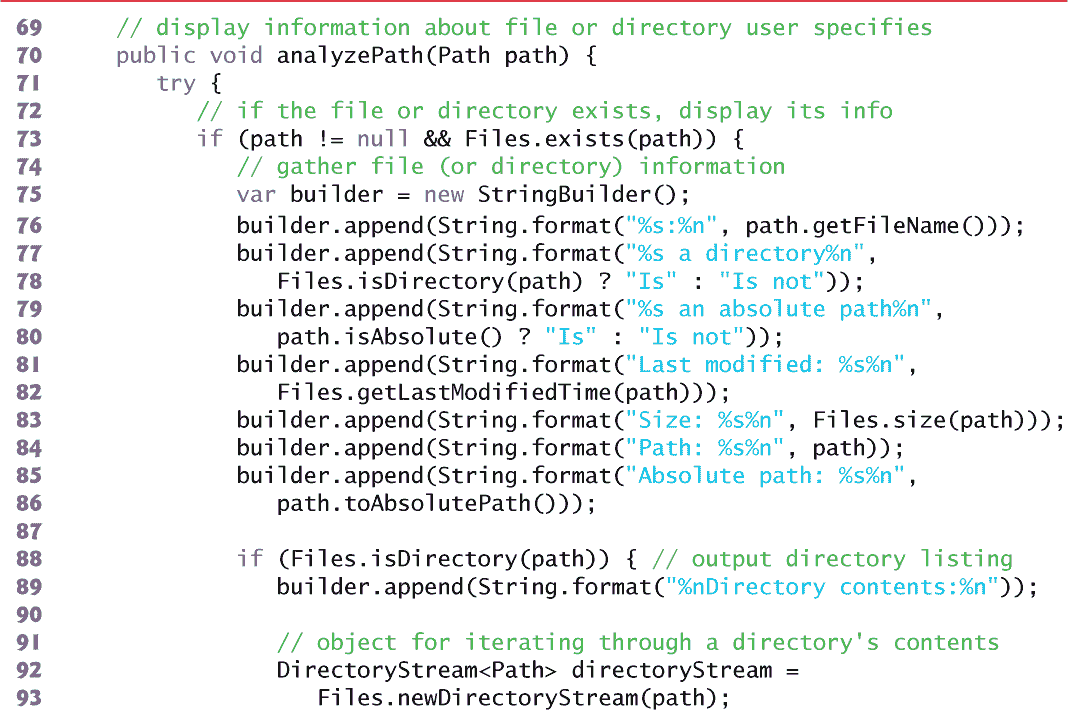 69 // display information about file or directory user specifies
70 public void analyzePath(Path path) {
71 try {
72 // if the file or directory exists, display its info
73 if (path != null && Files.exists(path)) {
74 // gather file (or directory) information
75 var builder = new StringBuilder();
76 builder.append(String.format("%s:%n", path.getFileName()));
77 builder.append(String.format("%s a directory%n",
78 Files.isDirectory(path) ? "Is" : "Is not"));
79 builder.append(String.format("%s an absolute path%n",
80 path.isAbsolute() ? "Is" : "Is not"));
81 builder.append(String.format("Last modified: %s%n",
82 Files.getLastModifiedTime(path)));
83 builder.append(String.format("Size: %s%n", Files.size(path)));
84 builder.append(String.format("Path: %s%n", path));
85 builder.append(String.format("Absolute path: %s%n",
86 path.toAbsolutePath()));
87
88 if (Files.isDirectory(path)) { // output directory listing
89 builder.append(String.format("%nDirectory contents:%n"));
90
91 // object for iterating through a directory's contents
92 DirectoryStream<Path> directoryStream =
93 Files.newDirectoryStream(path);